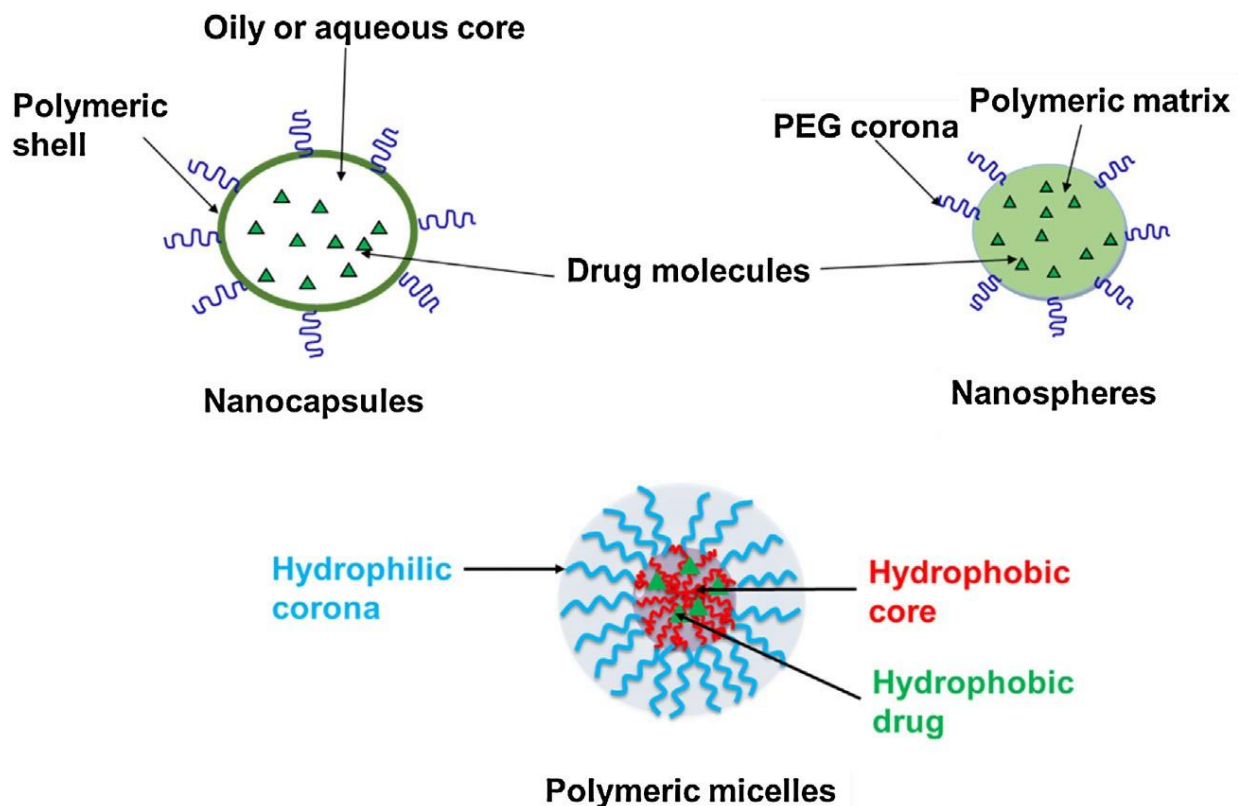 Oily or aqueous core
Polymeric
shell
Polymeric matrix
PEG corona
Drug molecules
Nanocapsules
Nanospheres
Hydrophilic
corona
Hydrophobic
core
Hydrophobic
drug
Polymeric micelles